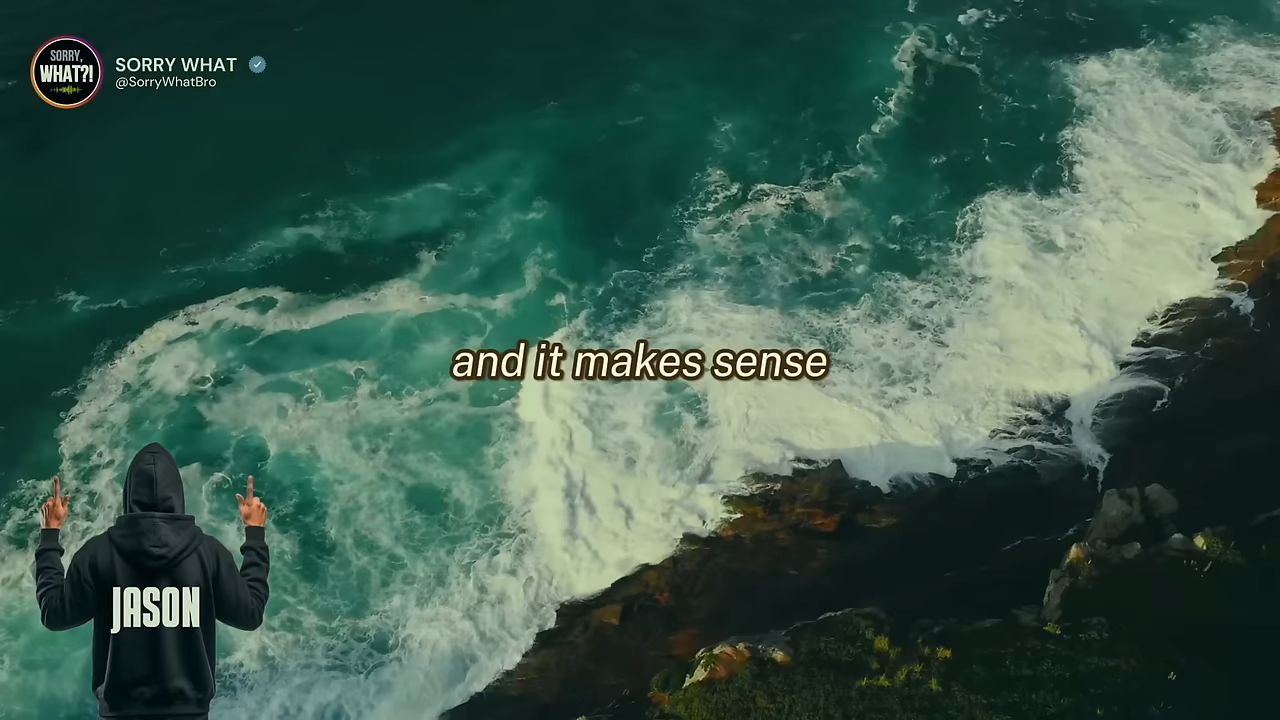 SORRY,
WHAT?!
SORRY WHAT
@SorryWhatBro
and it makes sense
JASON